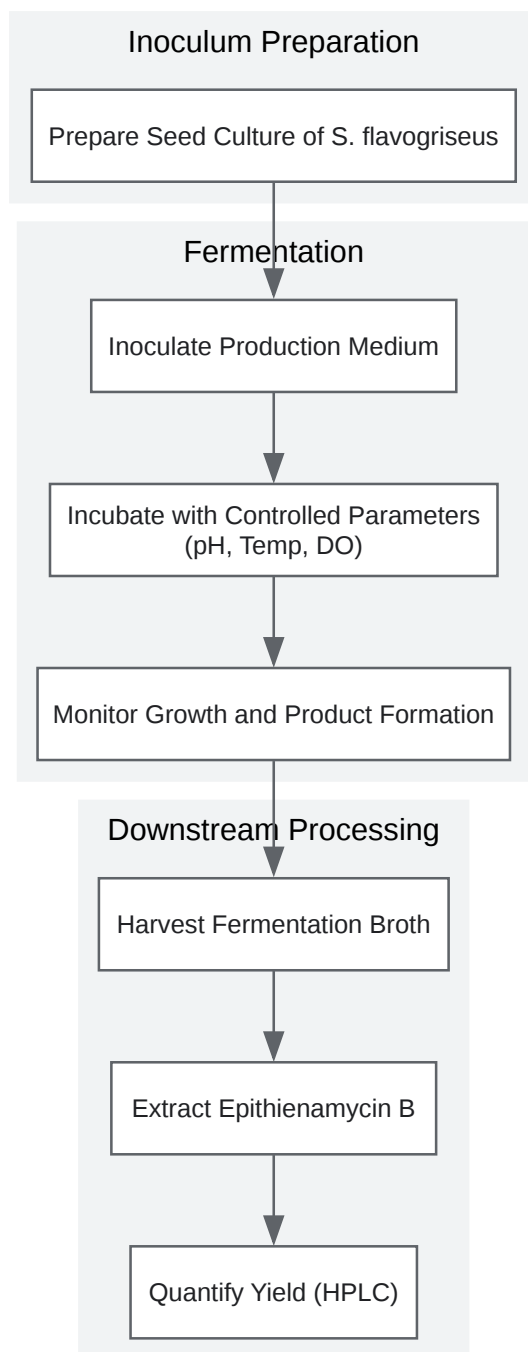 Inoculum Preparation
Prepare Seed Culture of S. flavogriseus
Fermentation
Inoculate Production Medium
Incubate with Controlled Parameters
(pH, Temp, DO)
Monitor Growth and Product Formation
Downstream Processing
Harvest Fermentation Broth
Extract Epithienamycin B
Quantify Yield (HPLC)